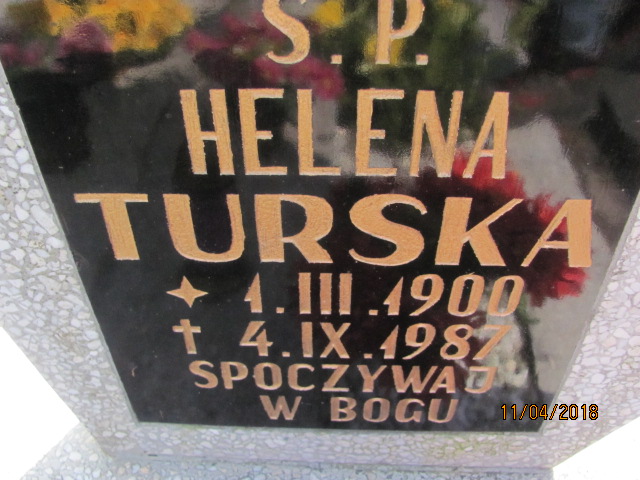 Ś.P.
HELENA
TURSKA
✦ 1.III.1900
† 4.IX.1987
SPOCZYWAJ
W BOGU
11/04/2018